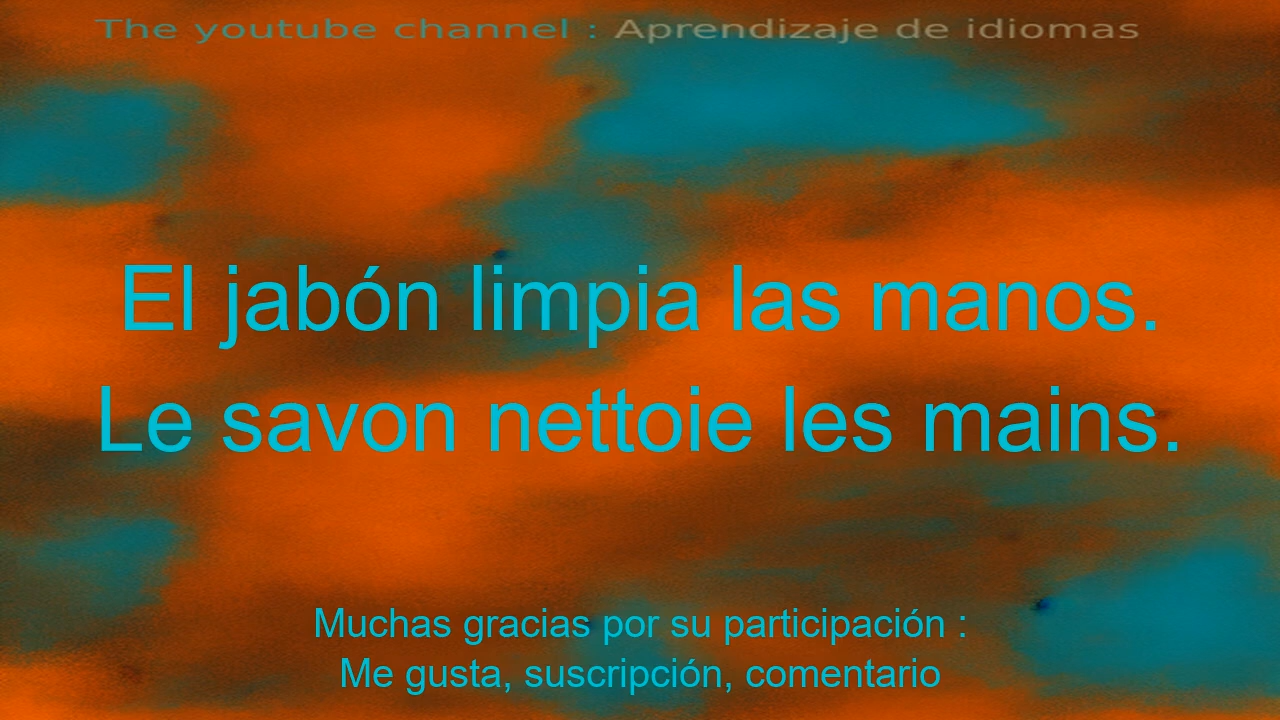 The youtube channel : Aprendizaje de idiomas
El jabón limpia las manos.
Le savon nettoie les mains.
Muchas gracias por su participación :
Me gusta, suscripción, comentario